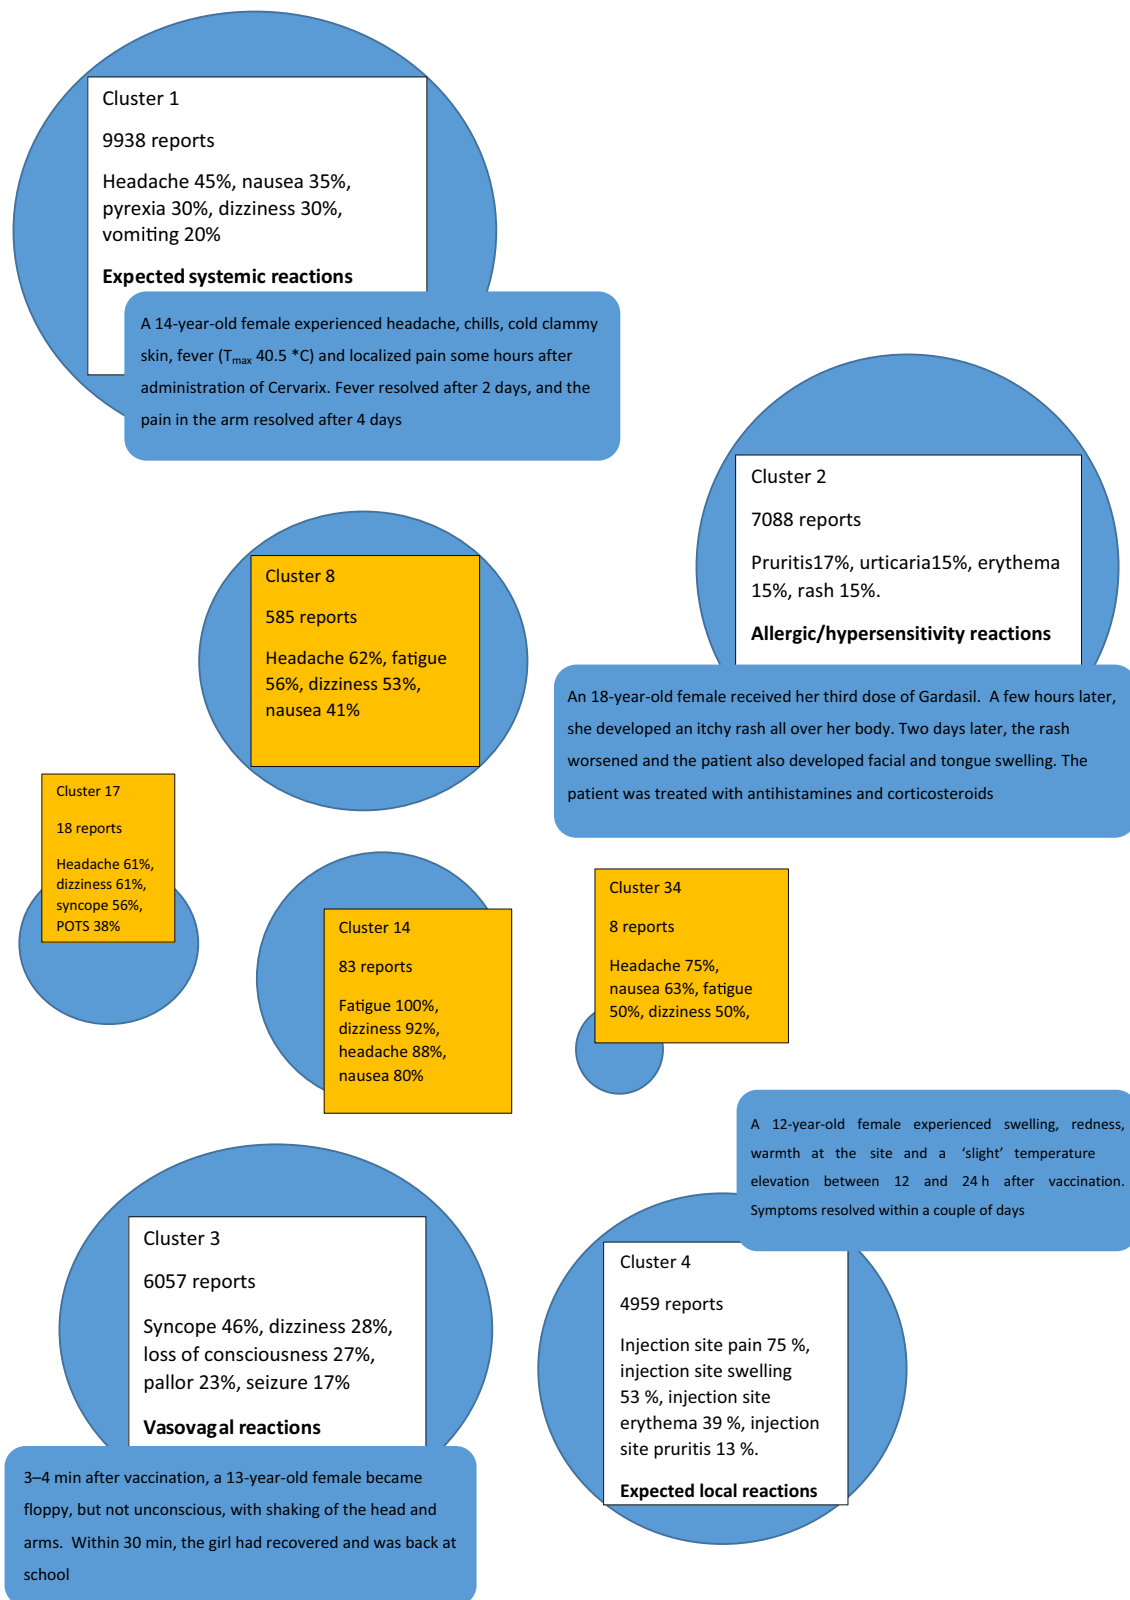 Cluster 1
9938 reports
Headache 45%, nausea 35%,
pyrexia 30%, dizziness 30%,
vomiting 20%
Expected systemic reactions
A 14-year-old female experienced headache, chills, cold clammy
skin, fever (Tmax 40.5 *C) and localized pain some hours after
administration of Cervarix. Fever resolved after 2 days, and the
pain in the arm resolved after 4 days
Cluster 2
7088 reports
Pruritis17%, urticaria15%, erythema
15%, rash 15%.
Allergic/hypersensitivity reactions
An 18-year-old female received her third dose of Gardasil. A few hours later,
she developed an itchy rash all over her body. Two days later, the rash
worsened and the patient also developed facial and tongue swelling. The
patient was treated with antihistamines and corticosteroids
Cluster 8
585 reports
Headache 62%, fatigue
56%, dizziness 53%,
nausea 41%
Cluster 17
18 reports
Headache 61%,
dizziness 61%,
syncope 56%,
POTS 38%
Cluster 14
83 reports
Fatigue 100%,
dizziness 92%,
headache 88%,
nausea 80%
Cluster 34
8 reports
Headache 75%,
nausea 63%, fatigue
50%, dizziness 50%,
A 12-year-old female experienced swelling, redness,
warmth at the site and a ‘slight’ temperature
elevation between 12 and 24 h after vaccination.
Symptoms resolved within a couple of days
Cluster 3
6057 reports
Syncope 46%, dizziness 28%,
loss of consciousness 27%,
pallor 23%, seizure 17%
Vasovagal reactions
3–4 min after vaccination, a 13-year-old female became
floppy, but not unconscious, with shaking of the head and
arms. Within 30 min, the girl had recovered and was back at
school
Cluster 4
4959 reports
Injection site pain 75 %,
injection site swelling
53 %, injection site
erythema 39 %, injection
site pruritis 13 %.
Expected local reactions